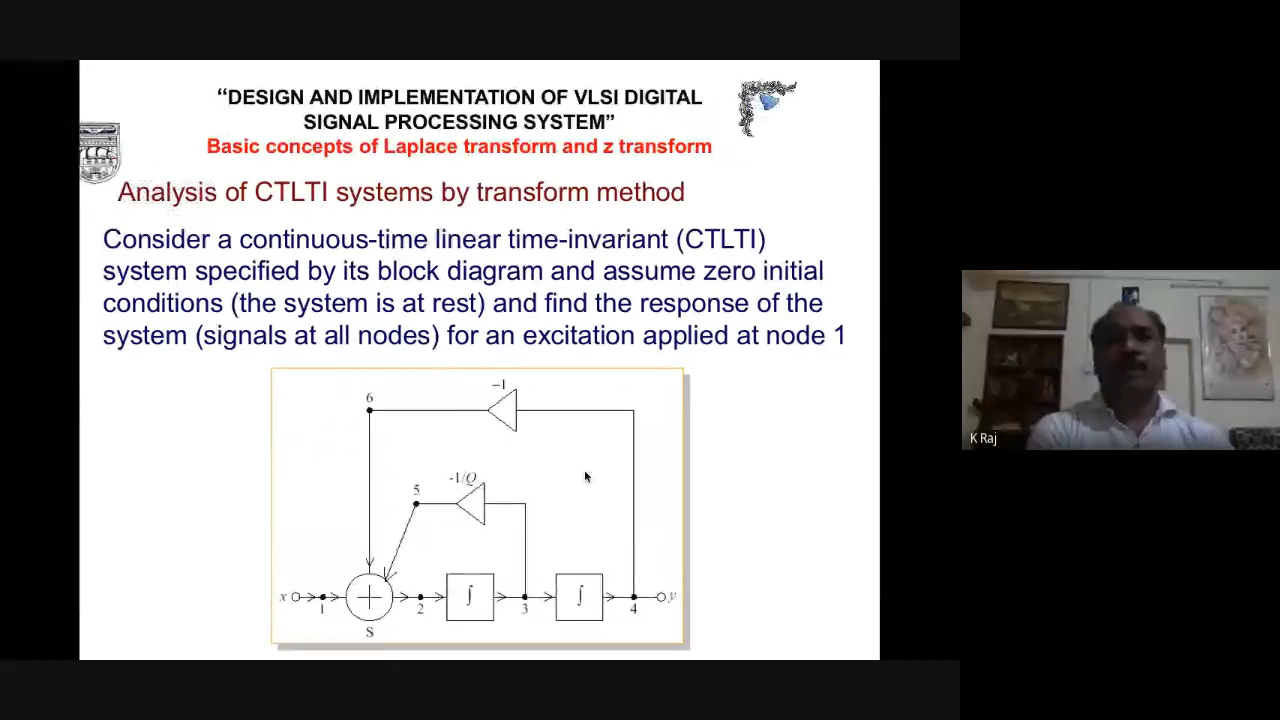 “DESIGN AND IMPLEMENTATION OF VLSI DIGITAL
SIGNAL PROCESSING SYSTEM”
Basic concepts of Laplace transform and z transform
Analysis of CTLTI systems by transform method
Consider a continuous-time linear time-invariant (CTLTI)
system specified by its block diagram and assume zero initial
conditions (the system is at rest) and find the response of the
system (signals at all nodes) for an excitation applied at node 1
−1
6
-1/Q
5
x 1 + 2 ∫ 3 ∫ 4 y
S
K Raj